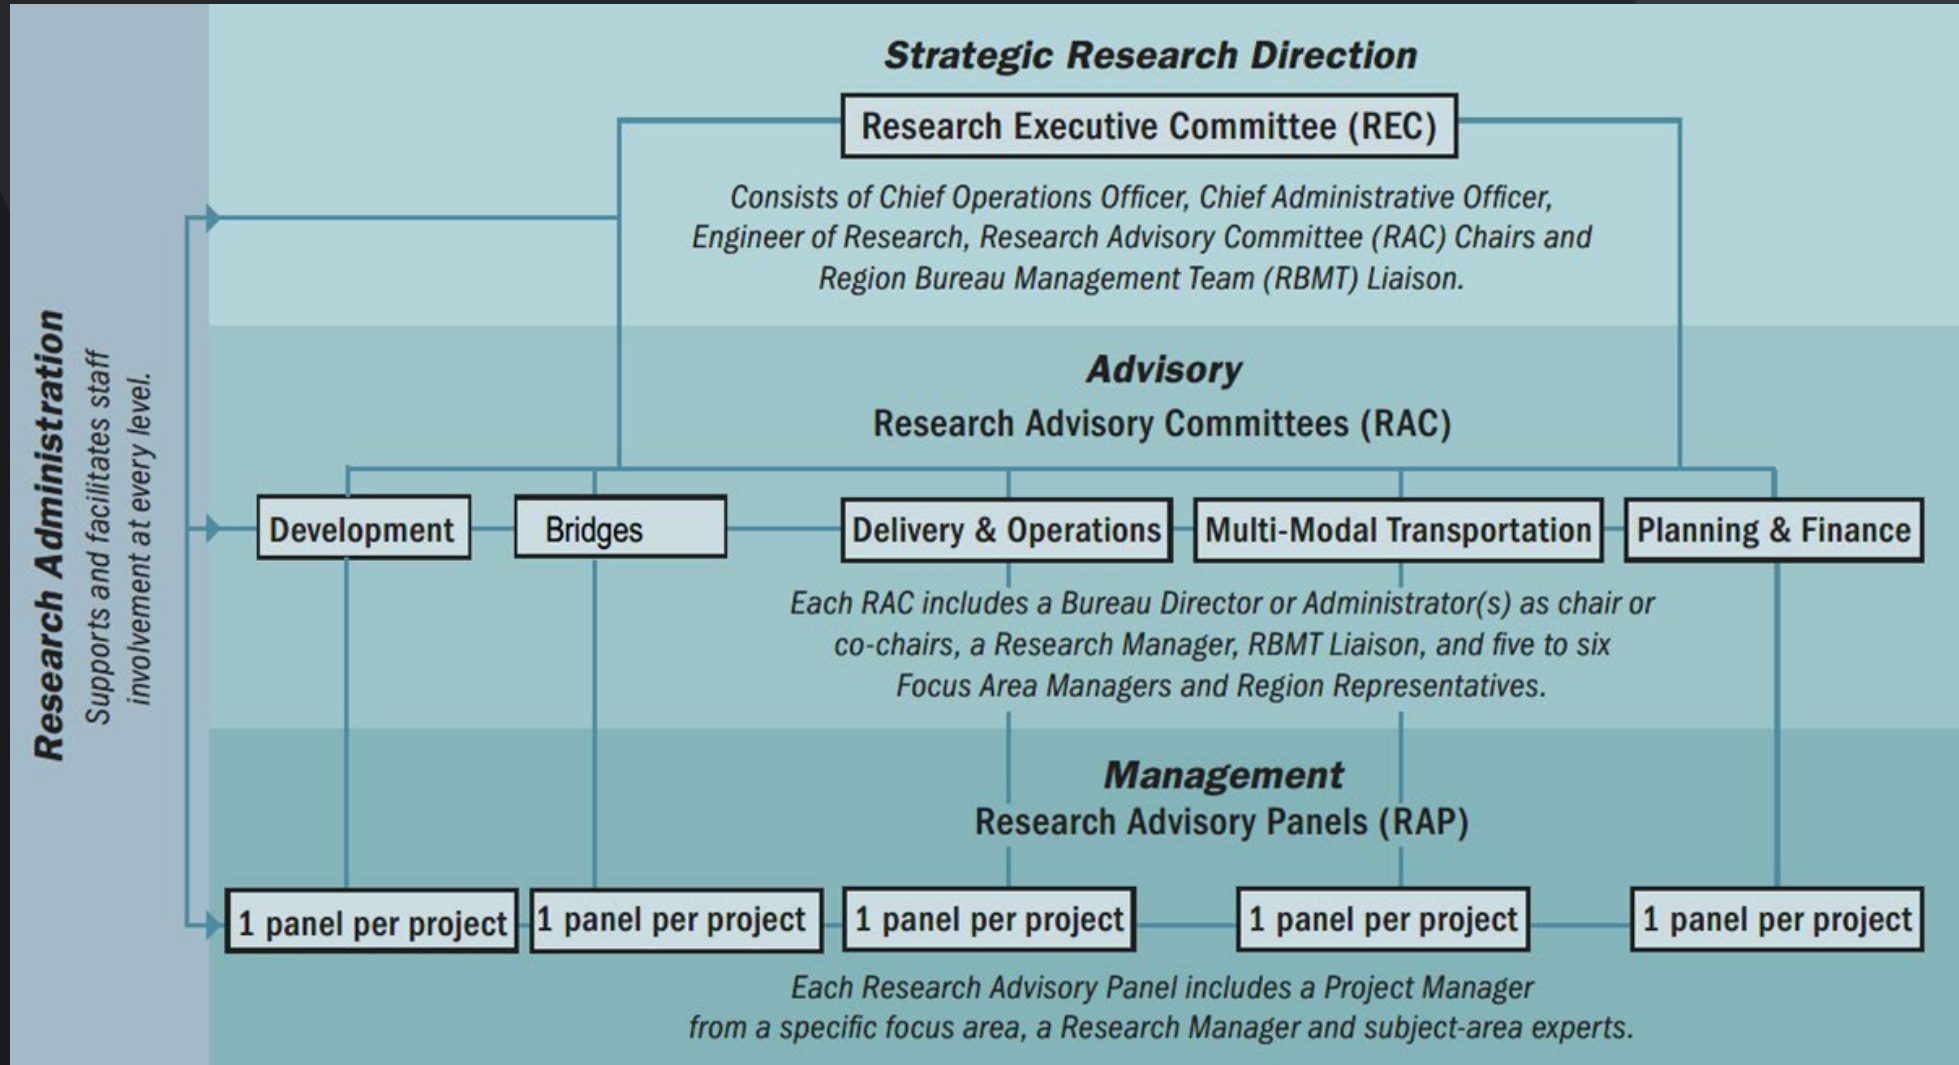 Strategic Research Direction
Research Executive Committee (REC)
Consists of Chief Operations Officer, Chief Administrative Officer,
Engineer of Research, Research Advisory Committee (RAC) Chairs and
Region Bureau Management Team (RBMT) Liaison.
Research Administration
Supports and facilitates staff
involvement at every level.
Advisory
Research Advisory Committees (RAC)
Development
Bridges
Delivery & Operations
Multi-Modal Transportation
Planning & Finance
Each RAC includes a Bureau Director or Administrator(s) as chair or
co-chairs, a Research Manager, RBMT Liaison, and five to six
Focus Area Managers and Region Representatives.
Management
Research Advisory Panels (RAP)
1 panel per project
1 panel per project
1 panel per project
1 panel per project
1 panel per project
Each Research Advisory Panel includes a Project Manager
from a specific focus area, a Research Manager and subject-area experts.